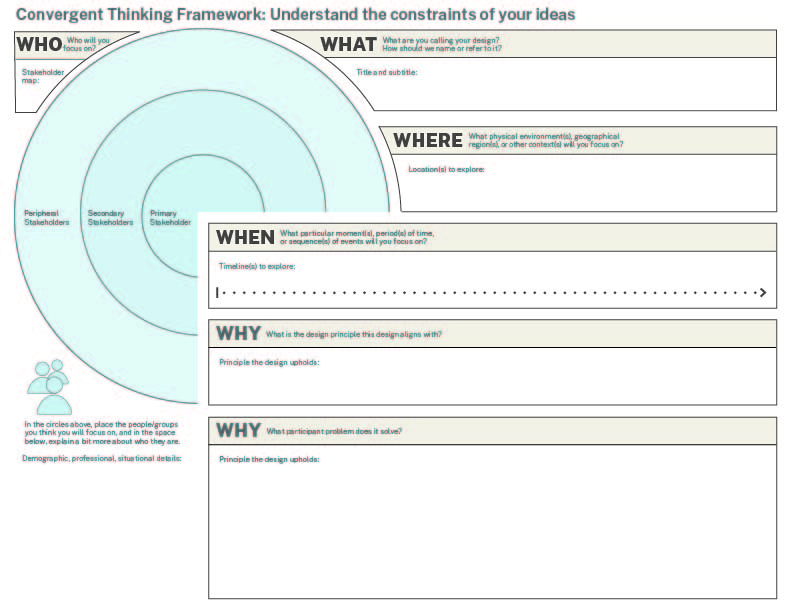 Convergent Thinking Framework: Understand the constraints of your ideas
WHO
Who will you
focus on?
Stakeholder
map:
WHAT
What are you calling your design?
How should we name or refer to it?
Title and subtitle:
WHERE
What physical environment(s), geographical
region(s), or other context(s) will you focus on?
Location(s) to explore:
Peripheral
Stakeholders
Secondary
Stakeholders
Primary
Stakeholder
WHEN
What particular moment(s), period(s) of time,
or sequence(s) of events will you focus on?
Timeline(s) to explore:
WHY
What is the design principle this design aligns with?
Principle the design upholds:
In the circles above, place the people/groups
you think you will focus on, and in the space
below, explain a bit more about who they are.
Demographic, professional, situational details:
WHY
What participant problem does it solve?
Principle the design upholds: